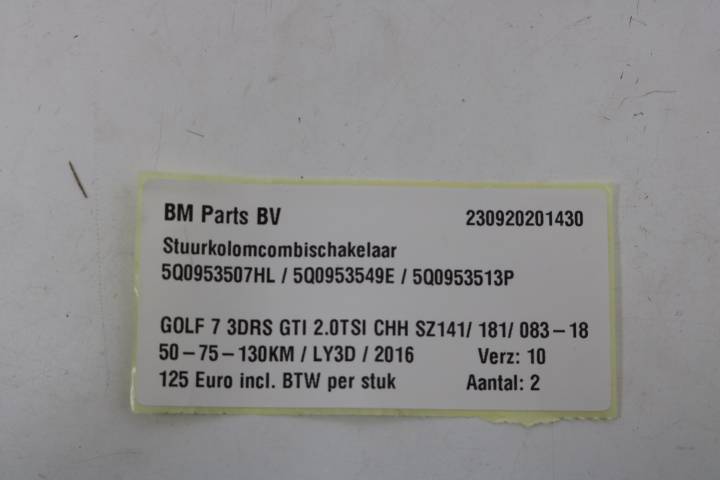 BM Parts BV 230920201430
Stuurkolomcombischakelaar
5Q0953507HL / 5Q0953549E / 5Q0953513P
GOLF 7 3DRS GTI 2.0TSI CHH SZ141/ 181/ 083-18
50-75-130KM / LY3D / 2016 Verz: 10
125 Euro incl. BTW per stuk Aantal: 2